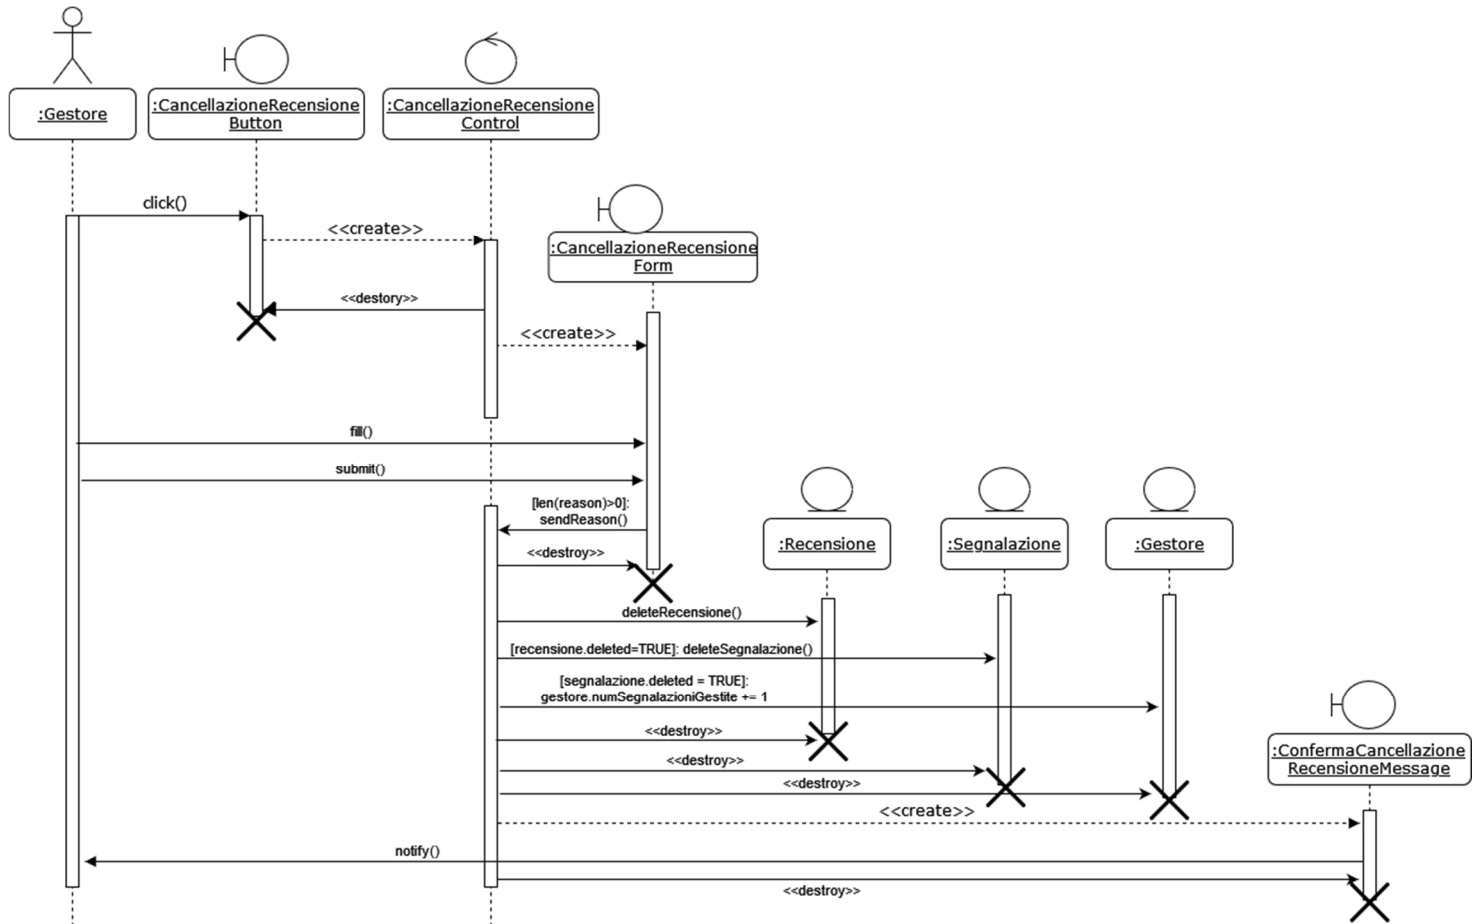 :Gestore
:CancellazioneRecensione
Button
:CancellazioneRecensione
Control
click()
<<create>>
:CancellazioneRecensione
Form
<<destory>>
<<create>>
fill()
submit()
[len(reason)>0]:
sendReason()
<<destroy>>
:Recensione
:Segnalazione
:Gestore
deleteRecensione()
[recensione.deleted=TRUE]: deleteSegnalazione()
[segnalazione.deleted = TRUE]:
gestore.numSegnalazioniGestite += 1
<<destroy>>
<<destroy>>
<<destroy>>
:ConfermaCancellazione
RecensioneMessage
<<create>>
notify()
<<destroy>>